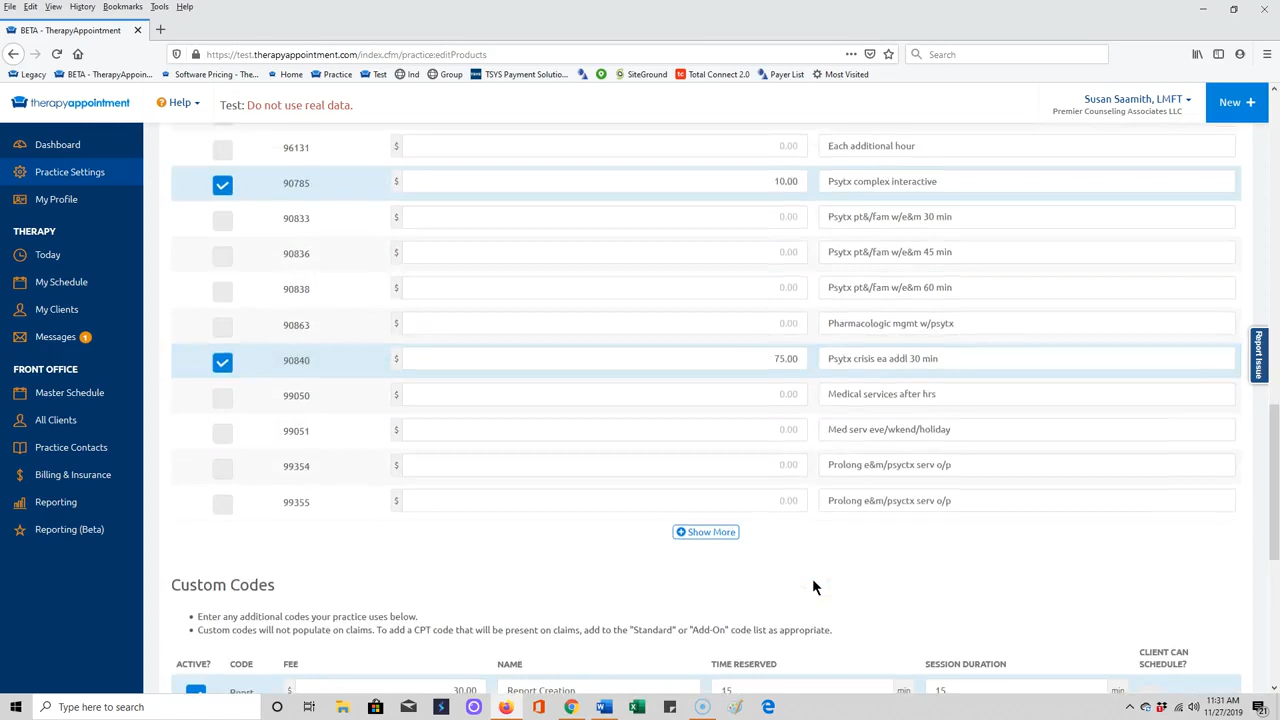 File Edit View History Bookmarks Tools Help
BETA - TherapyAppointment
https://test.therapyappointment.com/index.cfm/practice:editProducts
Search
Legacy BETA - TherapyAppoin... Software Pricing - The... Home Practice Test Ind Group TSYS Payment Solutio... SiteGround Total Connect 2.0 Payer List Most Visited
therapyappointment
? Help
Test: Do not use real data.
Susan Saamith, LMFT
Premier Counseling Associates LLC
New +
Dashboard
Practice Settings
My Profile
THERAPY
Today
My Schedule
My Clients
Messages 1
FRONT OFFICE
Master Schedule
All Clients
Practice Contacts
$ Billing & Insurance
Reporting
Reporting (Beta)
96131 $ 0.00 Each additional hour
90785 $ 10.00 Psytx complex interactive
90833 $ 0.00 Psytx pt&/fam w/e&m 30 min
90836 $ 0.00 Psytx pt&/fam w/e&m 45 min
90838 $ 0.00 Psytx pt&/fam w/e&m 60 min
90863 $ 0.00 Pharmacologic mgmt w/psytx
90840 $ 75.00 Psytx crisis ea addl 30 min
99050 $ 0.00 Medical services after hrs
99051 $ 0.00 Med serv eve/wkend/holiday
99354 $ 0.00 Prolong e&m/psyctx serv o/p
99355 $ 0.00 Prolong e&m/psyctx serv o/p
Show More
Report Issue
Custom Codes
• Enter any additional codes your practice uses below.
• Custom codes will not populate on claims. To add a CPT code that will be present on claims, add to the "Standard" or "Add-On" code list as appropriate.
ACTIVE? CODE FEE NAME TIME RESERVED SESSION DURATION CLIENT CAN SCHEDULE?
$ 30.00 Report Creation 15 min 15 min
Type here to search
11:31 AM
11/27/2019
21